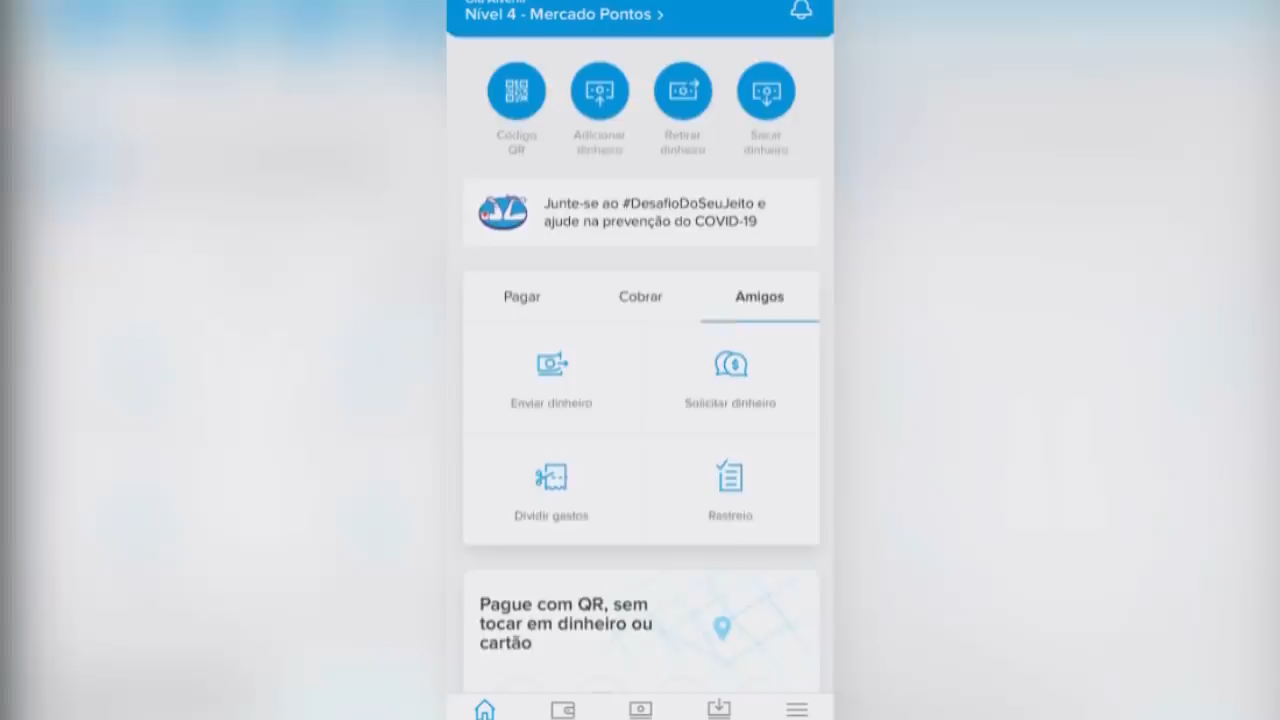 Nível 4 - Mercado Pontos >
Código
QR
Adicionar
dinheiro
Retirar
dinheiro
Sacar
dinheiro
Junte-se ao #DesafioDoSeuJeito e
ajude na prevenção do COVID-19
Pagar
Cobrar
Amigos
Enviar dinheiro
Solicitar dinheiro
Dividir gastos
Rastreio
Pague com QR, sem
tocar em dinheiro ou
cartão